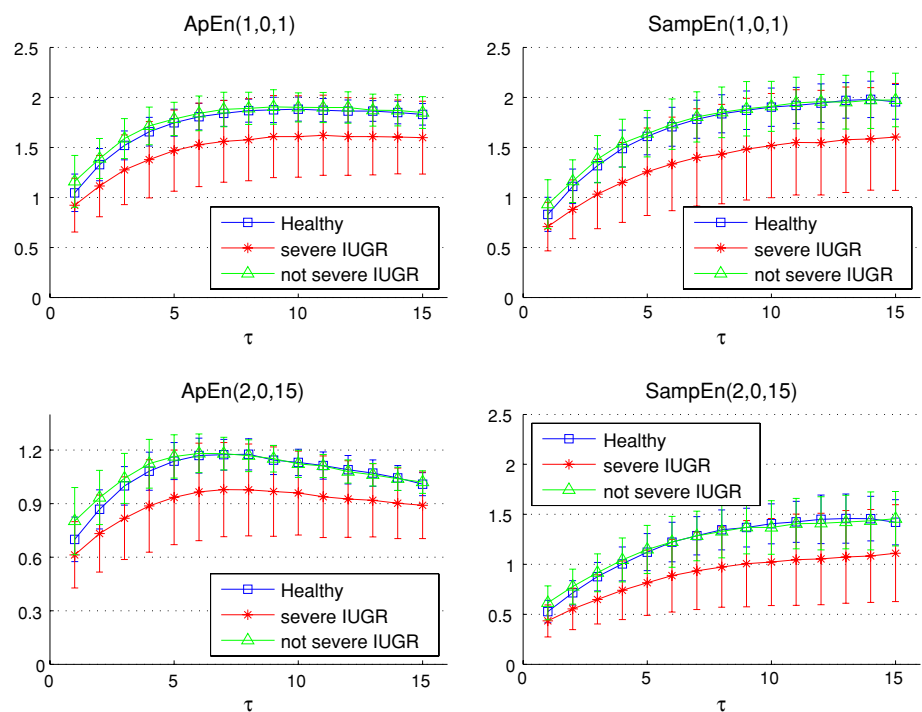 ApEn(1,0,1)
2.5
2
1.5
1
0.5
0
0 5 10 15
τ
Healthy
severe IUGR
not severe IUGR
SampEn(1,0,1)
2.5
2
1.5
1
0.5
0
0 5 10 15
τ
Healthy
severe IUGR
not severe IUGR
ApEn(2,0,15)
1.2
0.9
0.6
0.3
0
0 5 10 15
τ
Healthy
severe IUGR
not severe IUGR
SampEn(2,0,15)
2.5
2
1.5
1
0.5
0
0 5 10 15
τ
Healthy
severe IUGR
not severe IUGR